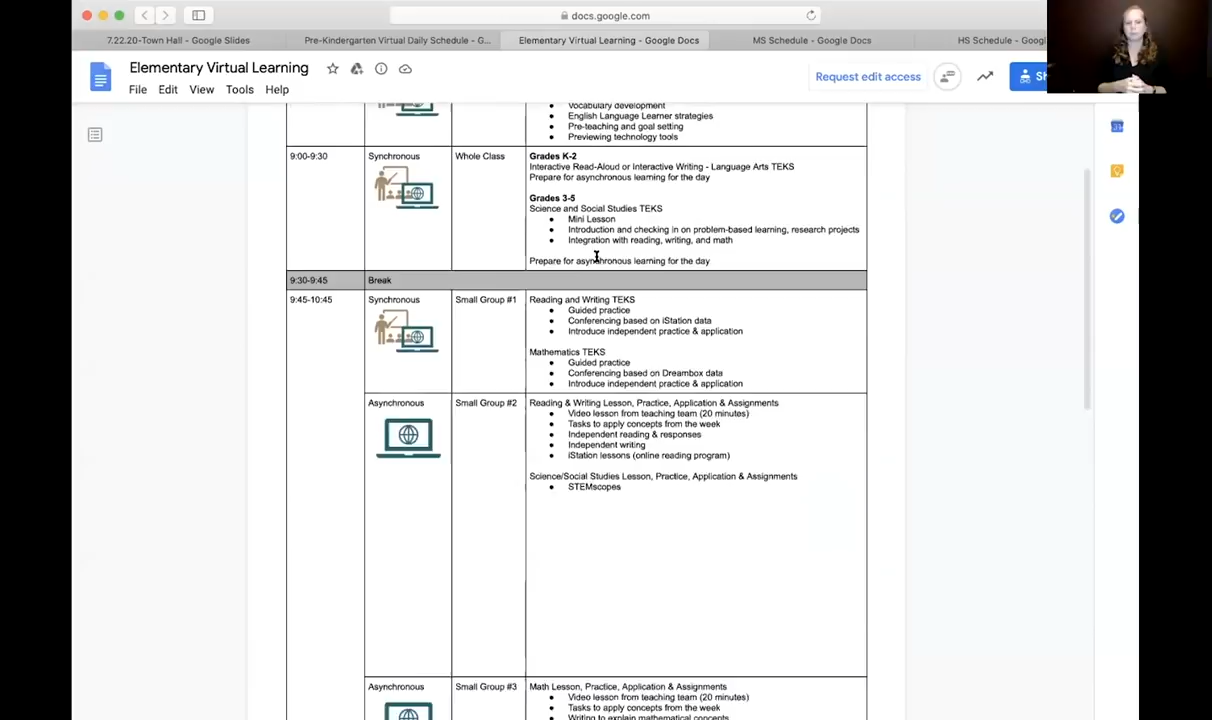 docs.google.com
7.22.20-Town Hall - Google Slides
Pre-Kindergarten Virtual Daily Schedule - G...
Elementary Virtual Learning - Google Docs
MS Schedule - Google Docs
HS Schedule - Googl
Elementary Virtual Learning
File Edit View Tools Help
Request edit access
Sh
Vocabulary development
English Language Learner strategies
Pre-teaching and goal setting
Previewing technology tools
9:00-9:30
Synchronous
Whole Class
Grades K-2
Interactive Read-Aloud or Interactive Writing - Language Arts TEKS
Prepare for asynchronous learning for the day
Grades 3-5
Science and Social Studies TEKS
Mini Lesson
Introduction and checking in on problem-based learning, research projects
Integration with reading, writing, and math
Prepare for asynchronous learning for the day
9:30-9:45
Break
9:45-10:45
Synchronous
Small Group #1
Reading and Writing TEKS
Guided practice
Conferencing based on iStation data
Introduce independent practice & application
Mathematics TEKS
Guided practice
Conferencing based on Dreambox data
Introduce independent practice & application
Asynchronous
Small Group #2
Reading & Writing Lesson, Practice, Application & Assignments
Video lesson from teaching team (20 minutes)
Tasks to apply concepts from the week
Independent reading & responses
Independent writing
iStation lessons (online reading program)
Science/Social Studies Lesson, Practice, Application & Assignments
STEMscopes
Asynchronous
Small Group #3
Math Lesson, Practice, Application & Assignments
Video lesson from teaching team (20 minutes)
Tasks to apply concepts from the week
Writing to explain mathematical concepts